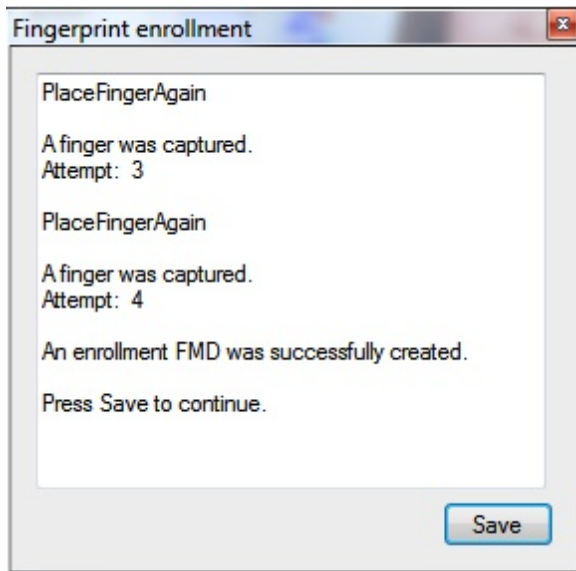 Fingerprint enrollment
PlaceFingerAgain
A finger was captured.
Attempt: 3
PlaceFingerAgain
A finger was captured.
Attempt: 4
An enrollment FMD was successfully created.
Press Save to continue.
Save